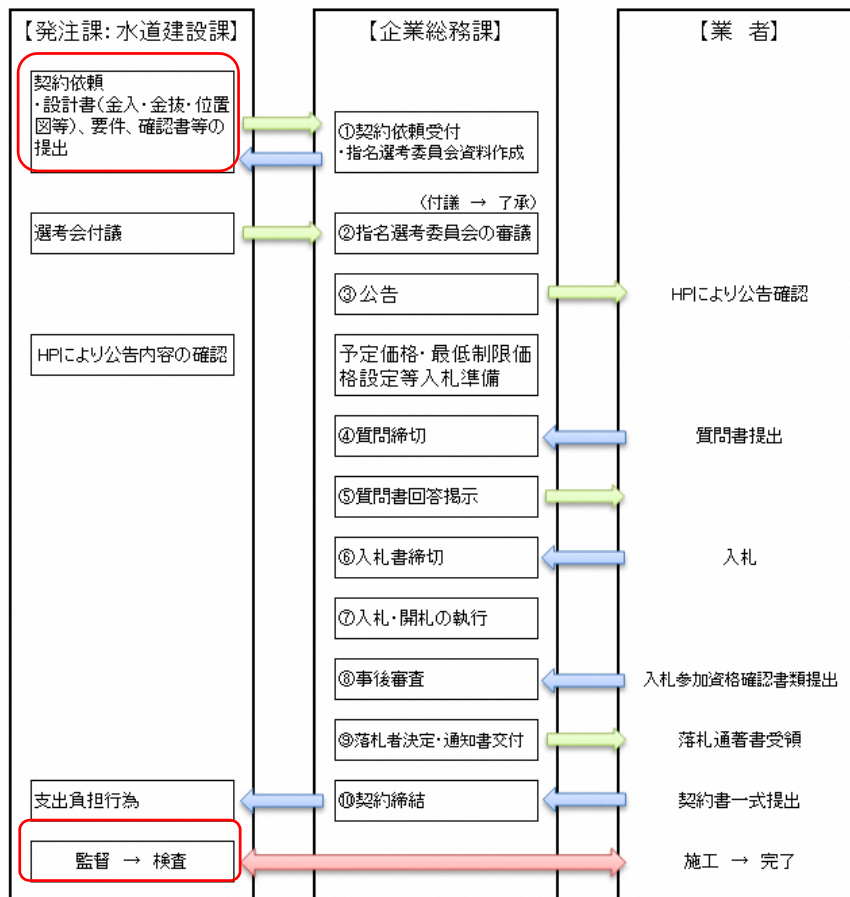 【発注課:水道建設課】 【企業総務課】 【業 者】
契約依頼
・設計書(金入・金抜・位置
図等)、要件、確認書等の
提出
①契約依頼受付
・指名選考委員会資料作成
(付議 → 了承)
選考会付議 ②指名選考委員会の審議
③公告 HPにより公告確認
HPにより公告内容の確認
予定価格・最低制限価
格設定等入札準備
④質問締切 質問書提出
⑤質問書回答掲示
⑥入札書締切 入札
⑦入札・開札の執行
⑧事後審査 入札参加資格確認書類提出
⑨落札者決定・通知書交付 落札通著書受領
支出負担行為 ⑩契約締結 契約書一式提出
監督 → 検査 施工 → 完了